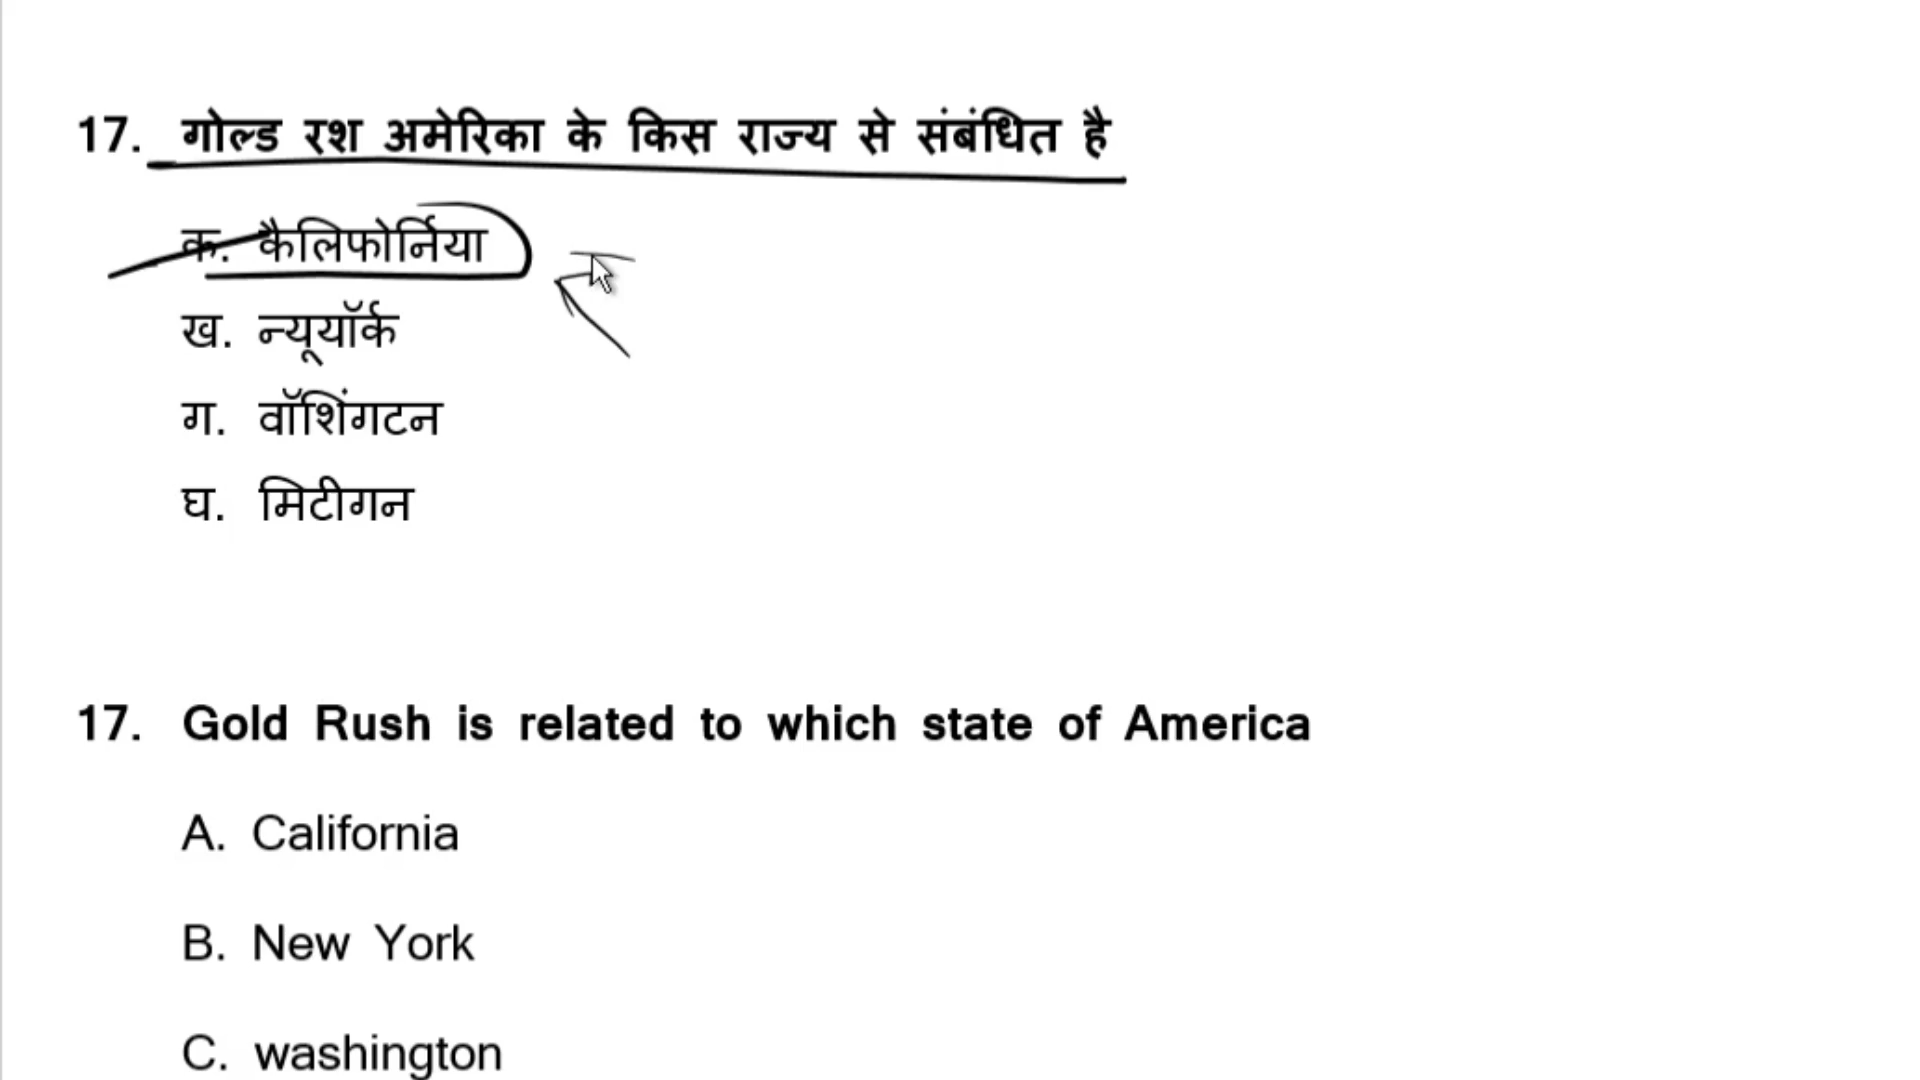 17. गोल्ड रश अमेरिका के किस राज्य से संबंधित है
क. कैलिफोर्निया
ख. न्यूयॉर्क
ग. वॉशिंगटन
घ. मिटीगन
17. Gold Rush is related to which state of America
A. California
B. New York
C. washington